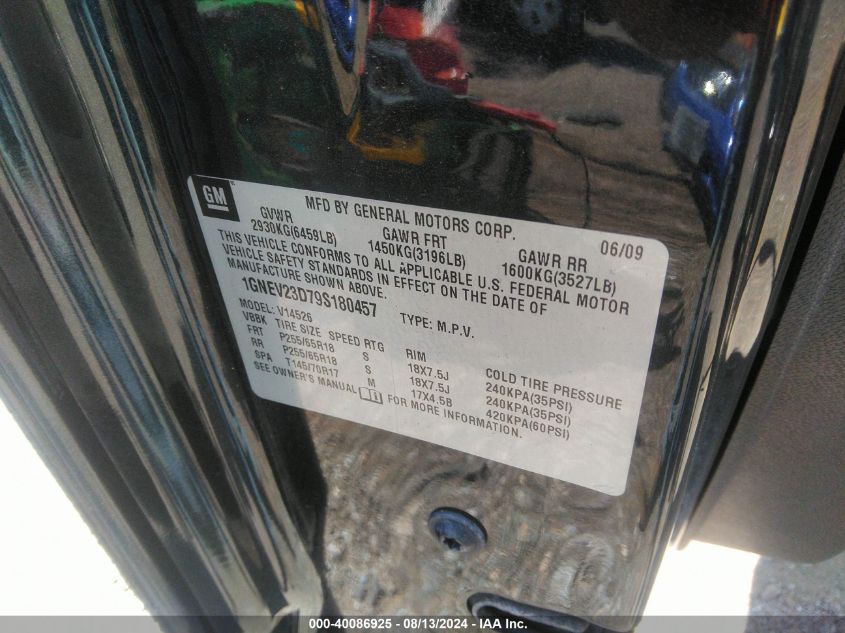 GM
MFD BY GENERAL MOTORS CORP. 06/09
GVWR GAWR FRT GAWR RR
2930KG(6459LB) 1450KG(3196LB) 1600KG(3527LB)
THIS VEHICLE CONFORMS TO ALL APPLICABLE U.S. FEDERAL MOTOR
VEHICLE SAFETY STANDARDS IN EFFECT ON THE DATE OF
MANUFACTURE SHOWN ABOVE.
1GNEV23D79S180457 TYPE: M.P.V.
MODEL: V14526
VBBK TIRE SIZE SPEED RTG RIM COLD TIRE PRESSURE
FRT P255/65R18 S 18X7.5J 240KPA(35PSI)
RR P255/65R18 S 18X7.5J 240KPA(35PSI)
SPA T145/70R17 M 17X4.5B 420KPA(60PSI)
SEE OWNER'S MANUAL FOR MORE INFORMATION.
000-40086925 - 08/13/2024 - IAA Inc.